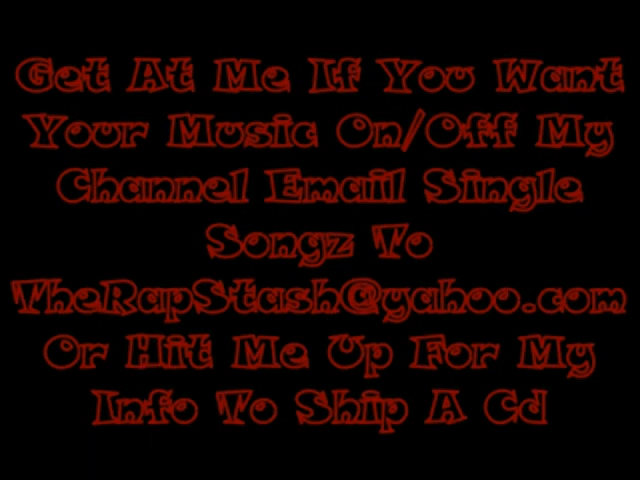 Get At Me If You Want
Your Music On/Off My
Channel Email Single
Songz To
TheRapStash@yahoo.com
Or Hit Me Up For My
Info To Ship A Cd